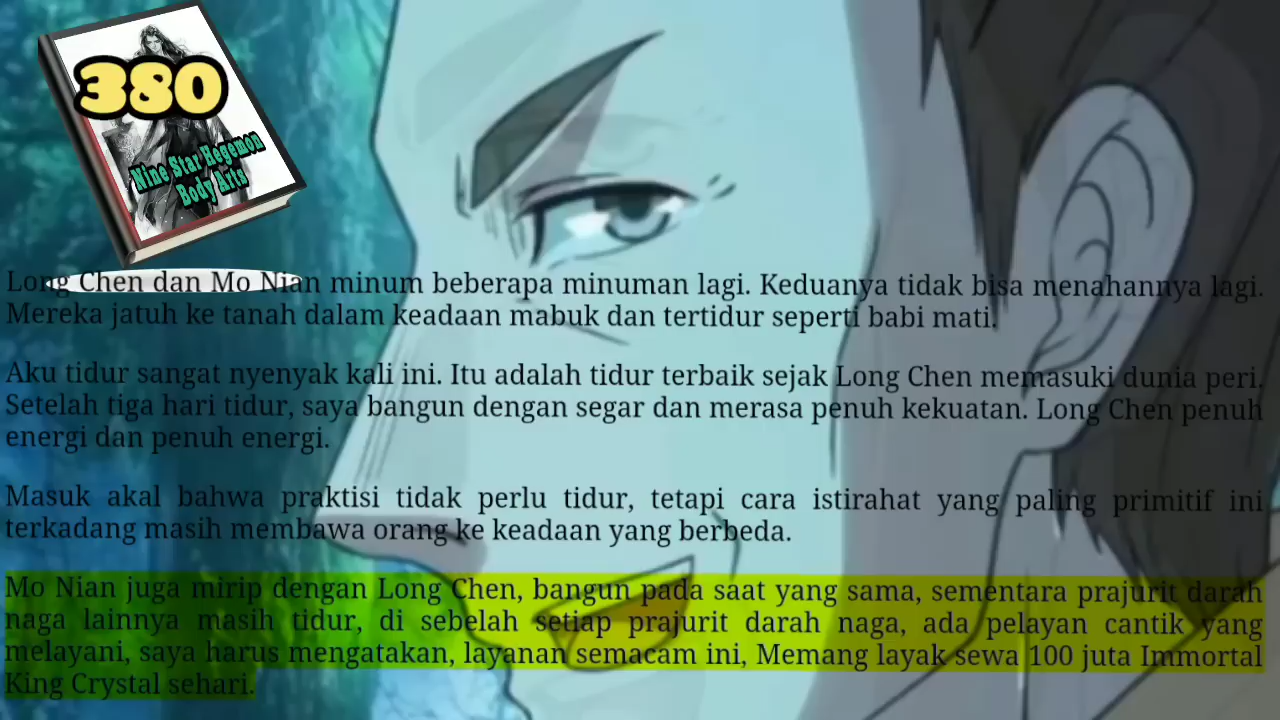 380
Nine Star Hegemon
Body Arts
Long Chen dan Mo Nian minum beberapa minuman lagi. Keduanya tidak bisa menahannya lagi.
Mereka jatuh ke tanah dalam keadaan mabuk dan tertidur seperti babi mati.
Aku tidur sangat nyenyak kali ini. Itu adalah tidur terbaik sejak Long Chen memasuki dunia peri.
Setelah tiga hari tidur, saya bangun dengan segar dan merasa penuh kekuatan. Long Chen penuh
energi dan penuh energi.
Masuk akal bahwa praktisi tidak perlu tidur, tetapi cara istirahat yang paling primitif ini
terkadang masih membawa orang ke keadaan yang berbeda.
Mo Nian juga mirip dengan Long Chen, bangun pada saat yang sama, sementara prajurit darah
naga lainnya masih tidur, di sebelah setiap prajurit darah naga, ada pelayan cantik yang
melayani, saya harus mengatakan, layanan semacam ini, Memang layak sewa 100 juta Immortal
King Crystal sehari.